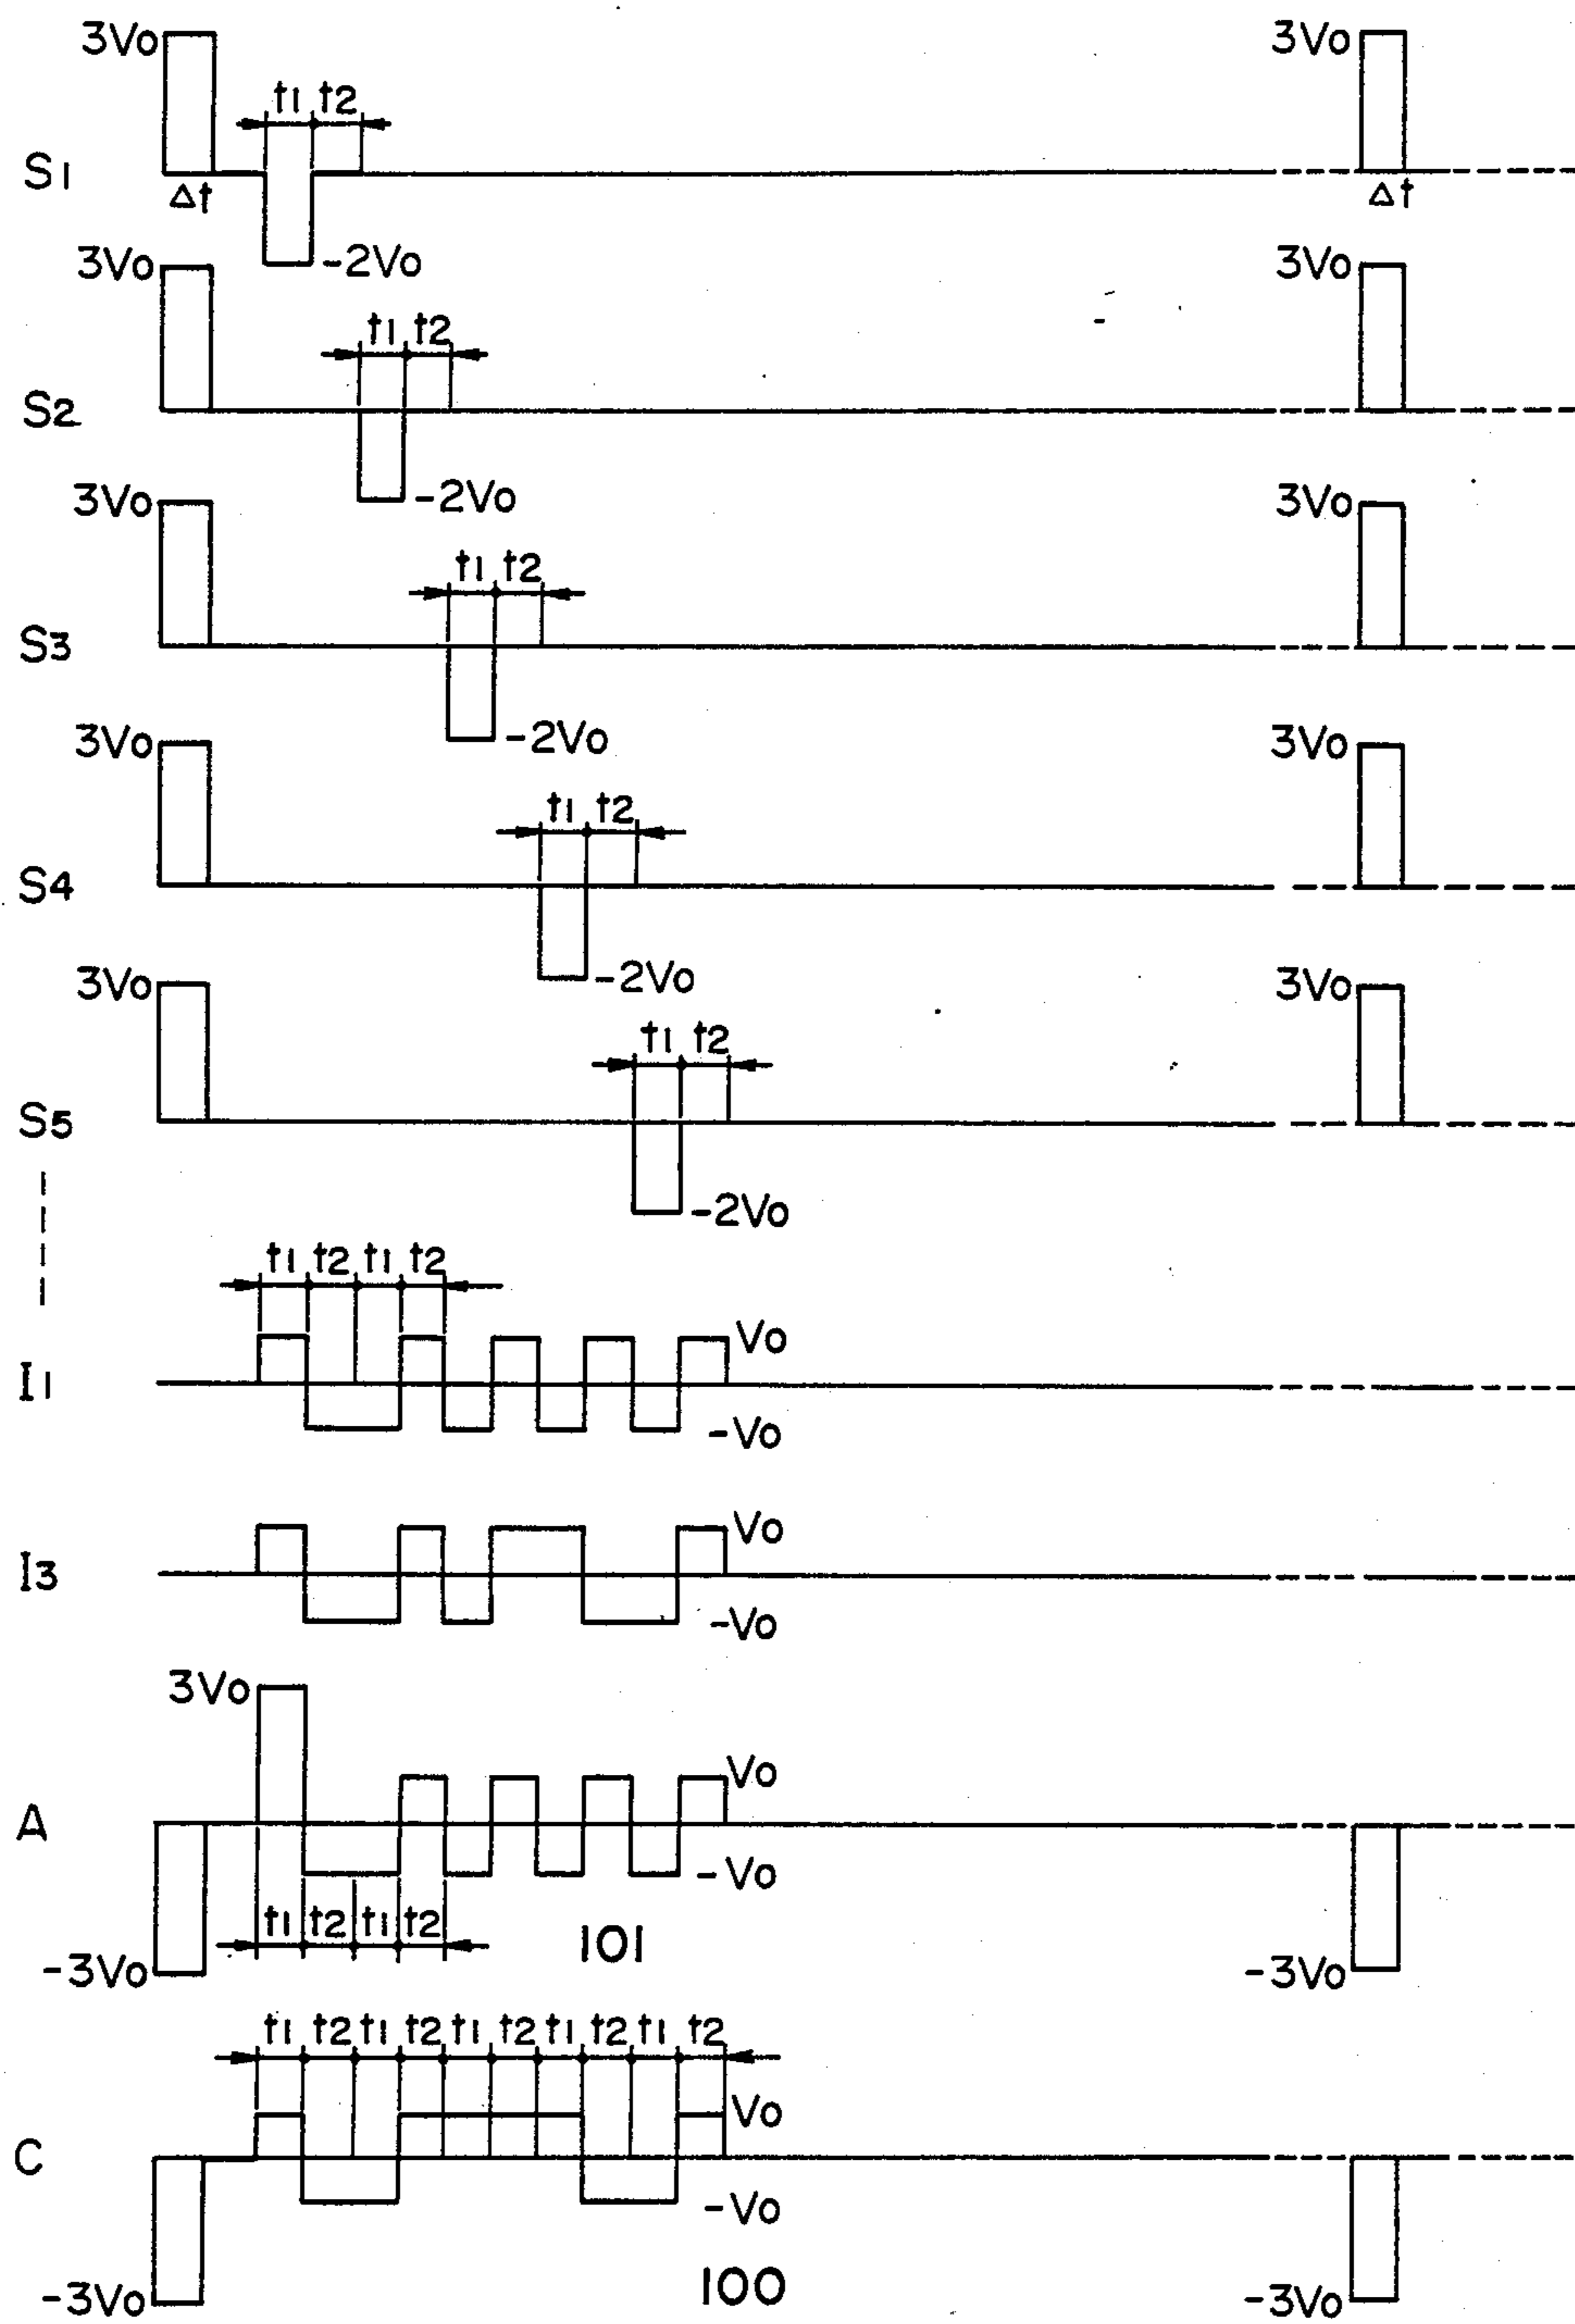 3Vo 3Vo
t1 t2
S1
Δt Δt
-2Vo
3Vo 3Vo
t1 t2
S2
-2Vo
3Vo 3Vo
t1 t2
S3
-2Vo
3Vo 3Vo
t1 t2
S4
-2Vo
3Vo 3Vo
t1 t2
S5
-2Vo
t1 t2 t1 t2
Vo
I1
-Vo
Vo
I3
-Vo
3Vo
Vo
A
-Vo
t1 t2 t1 t2
101
-3Vo -3Vo
t1 t2 t1 t2 t1 t2 t1 t2 t1 t2
Vo
C
-Vo
100
-3Vo -3Vo